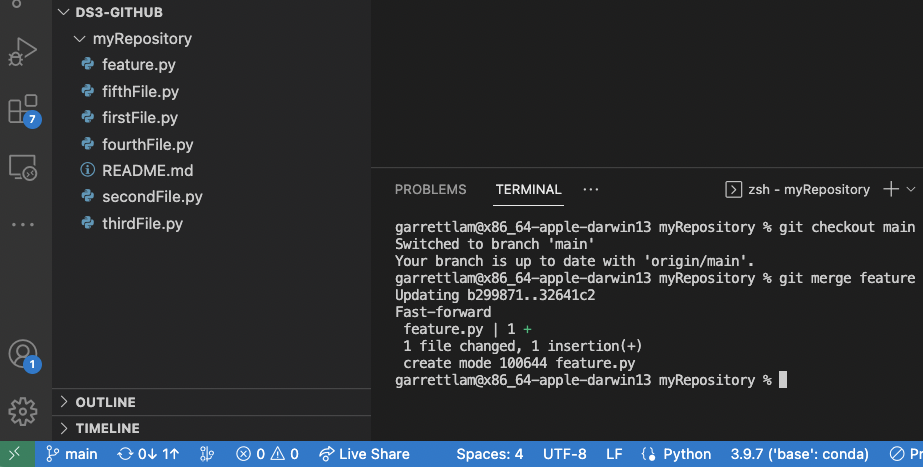 DS3-GITHUB
myRepository
feature.py
fifthFile.py
firstFile.py
fourthFile.py
README.md
secondFile.py
thirdFile.py
7
1
OUTLINE
TIMELINE
PROBLEMS TERMINAL ··· zsh - myRepository
garrettlam@x86_64-apple-darwin13 myRepository % git checkout main
Switched to branch 'main'
Your branch is up to date with 'origin/main'.
garrettlam@x86_64-apple-darwin13 myRepository % git merge feature
Updating b299871..32641c2
Fast-forward
 feature.py | 1 +
 1 file changed, 1 insertion(+)
 create mode 100644 feature.py
garrettlam@x86_64-apple-darwin13 myRepository %
main 0↓ 1↑ 0 0 Live Share Spaces: 4 UTF-8 LF Python 3.9.7 ('base': conda)